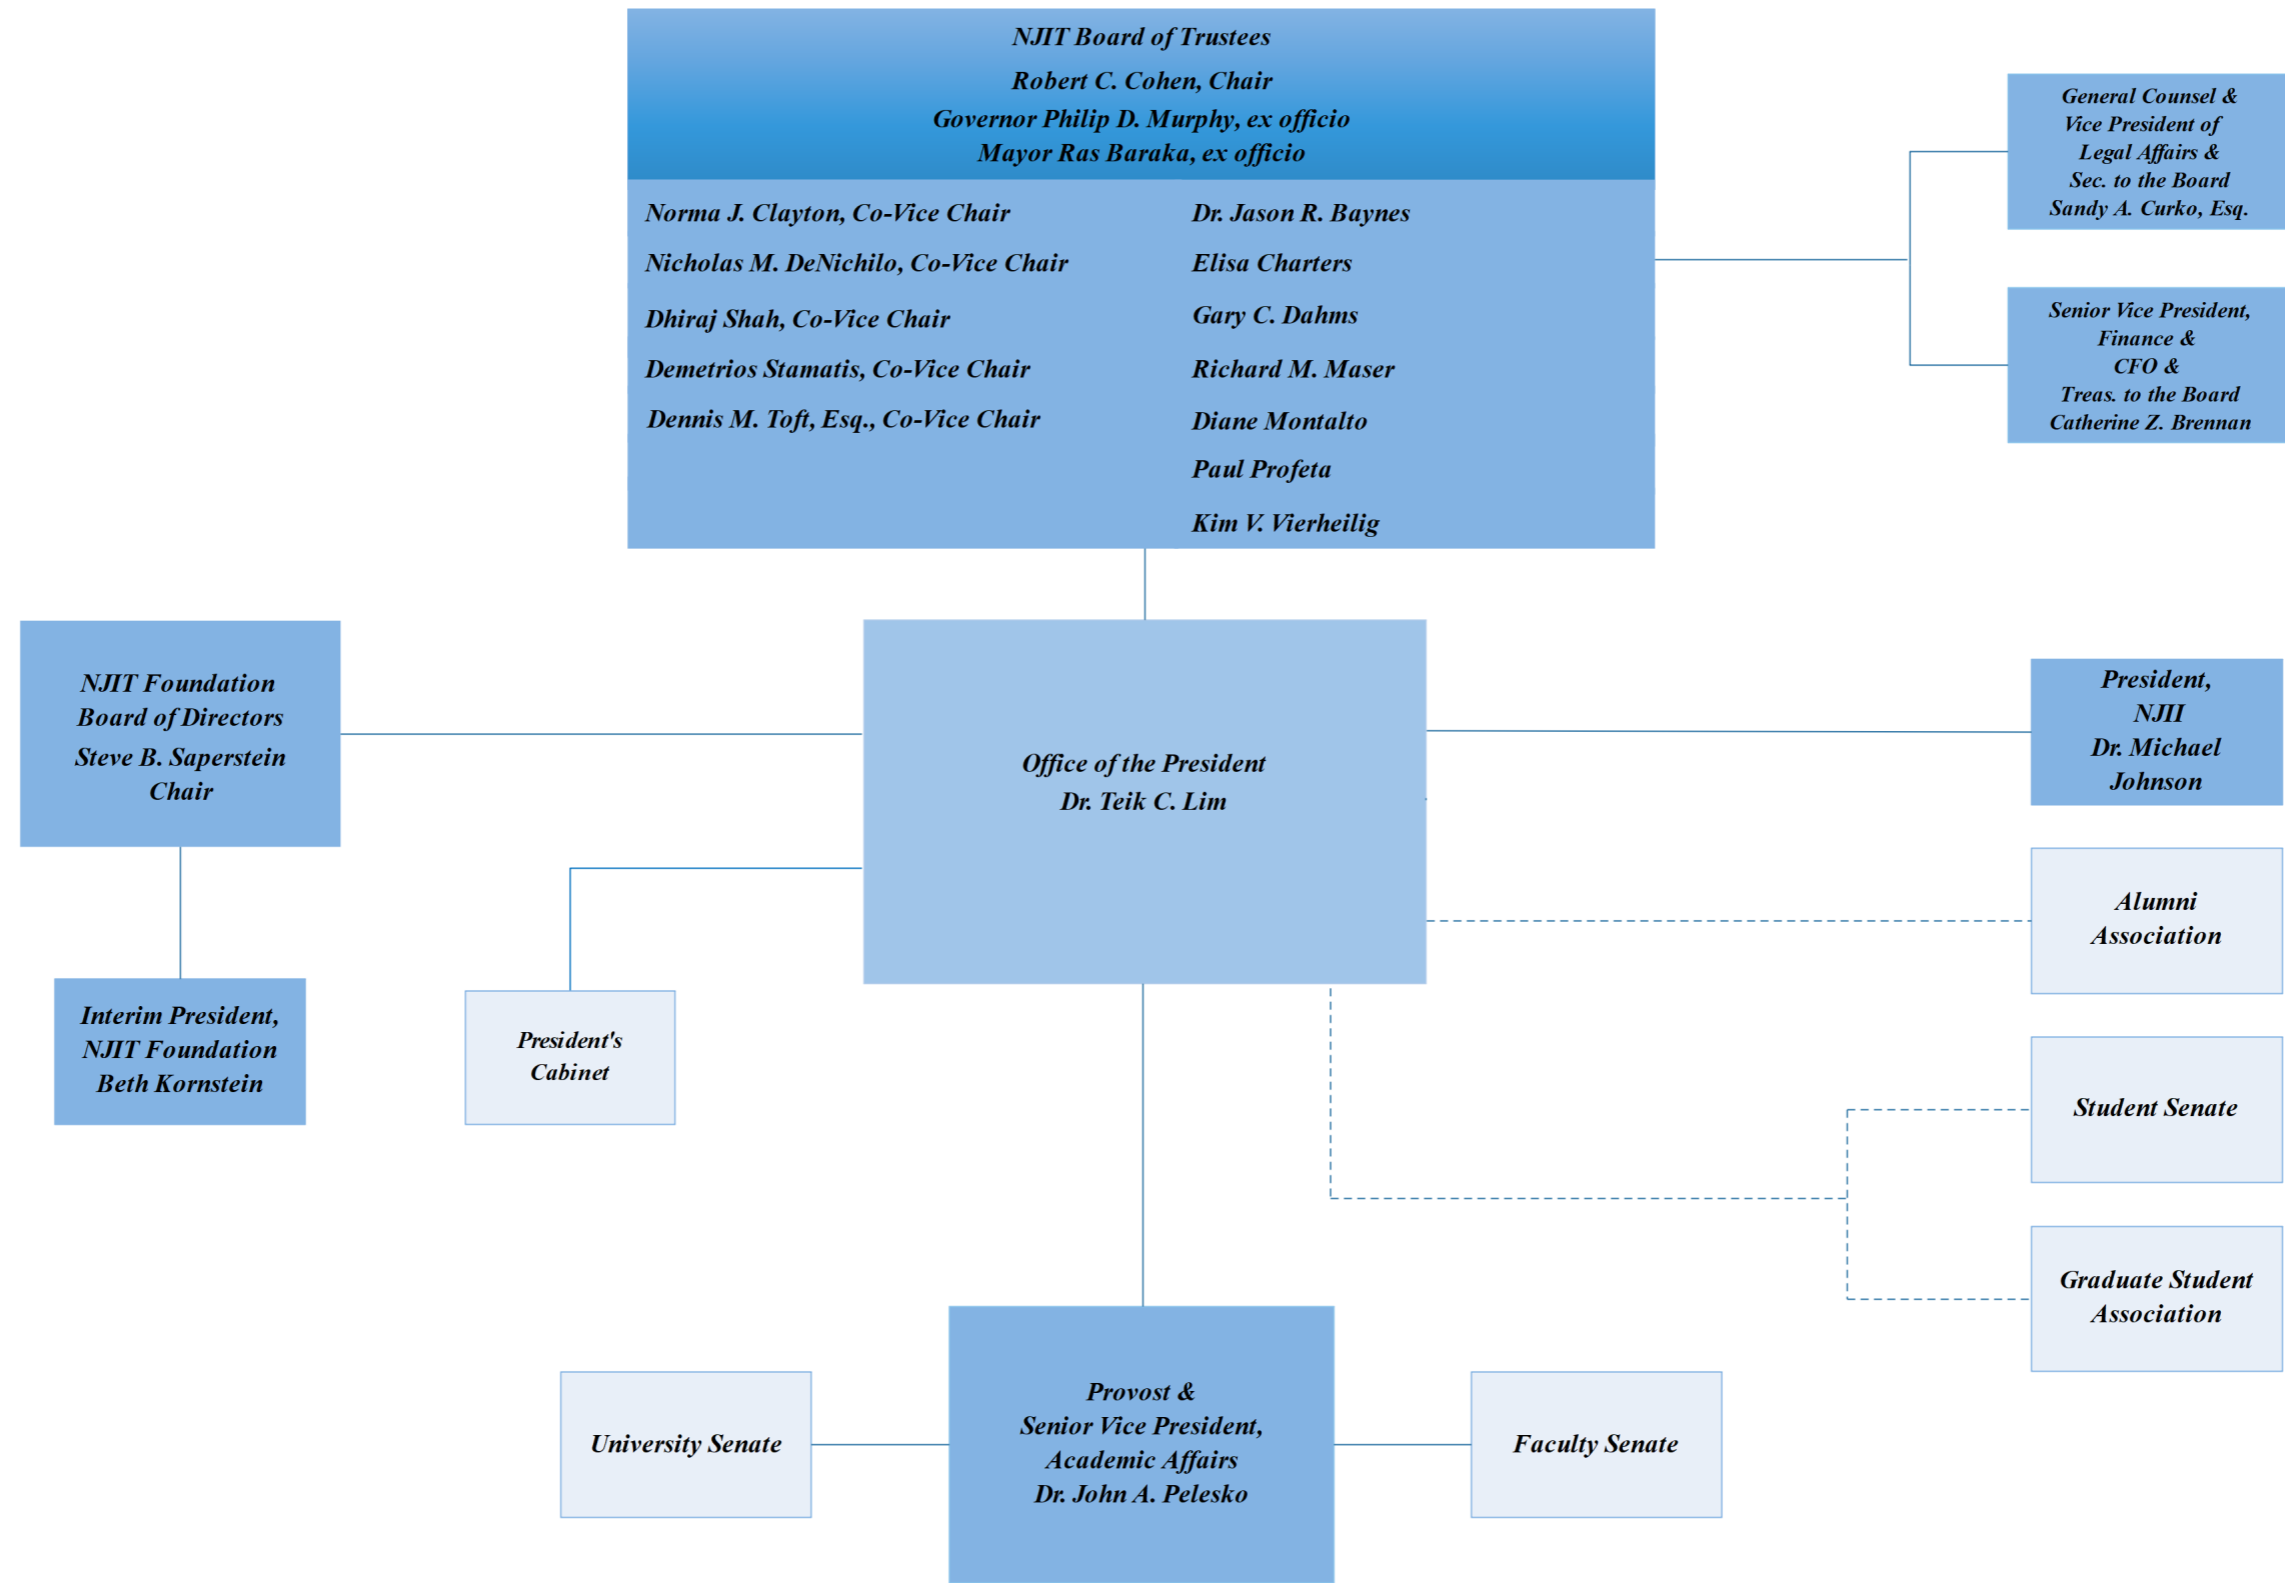 NJIT Board of Trustees
Robert C. Cohen, Chair
Governor Philip D. Murphy, ex officio
Mayor Ras Baraka, ex officio
Norma J. Clayton, Co-Vice Chair
Nicholas M. DeNichilo, Co-Vice Chair
Dhiraj Shah, Co-Vice Chair
Demetrios Stamatis, Co-Vice Chair
Dennis M. Toft, Esq., Co-Vice Chair
Dr. Jason R. Baynes
Elisa Charters
Gary C. Dahms
Richard M. Maser
Diane Montalto
Paul Profeta
Kim V. Vierheilig
General Counsel &
Vice President of
Legal Affairs &
Sec. to the Board
Sandy A. Curko, Esq.
Senior Vice President,
Finance &
CFO &
Treas. to the Board
Catherine Z. Brennan
NJIT Foundation
Board of Directors
Steve B. Saperstein
Chair
Office of the President
Dr. Teik C. Lim
President,
NJII
Dr. Michael
Johnson
Alumni
Association
Interim President,
NJIT Foundation
Beth Kornstein
President's
Cabinet
Student Senate
Graduate Student
Association
University Senate
Provost &
Senior Vice President,
Academic Affairs
Dr. John A. Pelesko
Faculty Senate